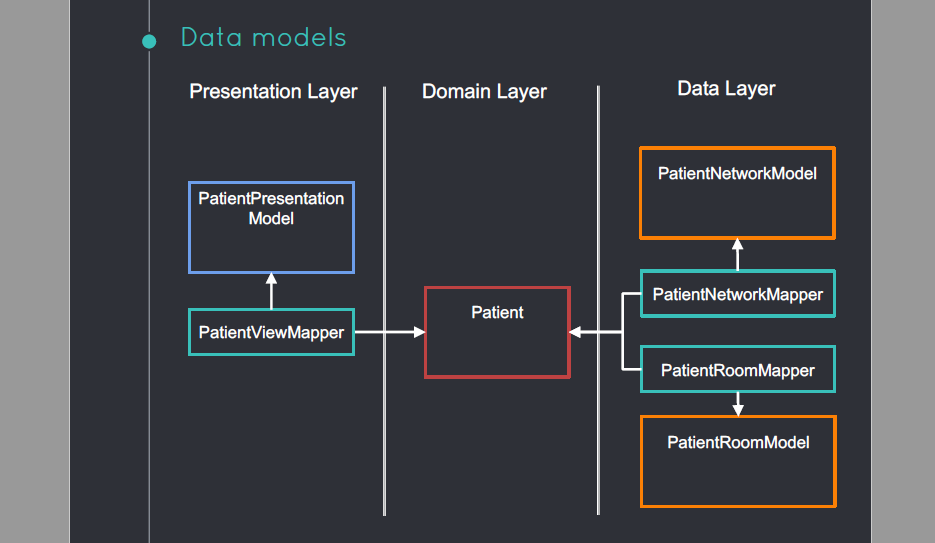 Data models
Presentation Layer
Domain Layer
Data Layer
PatientPresentation
Model
PatientViewMapper
Patient
PatientNetworkModel
PatientNetworkMapper
PatientRoomMapper
PatientRoomModel